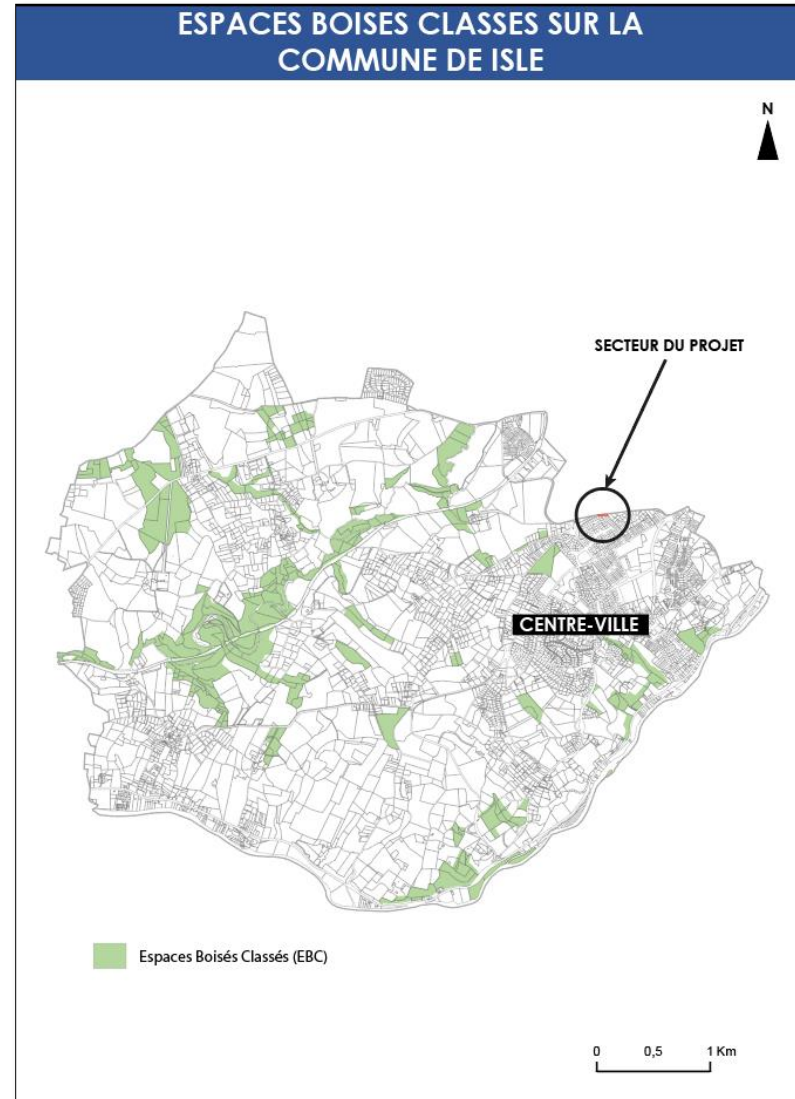 ESPACES BOISES CLASSES SUR LA
COMMUNE DE ISLE
N
SECTEUR DU PROJET
CENTRE-VILLE
Espaces Boisés Classés (EBC)
0 0,5 1 Km